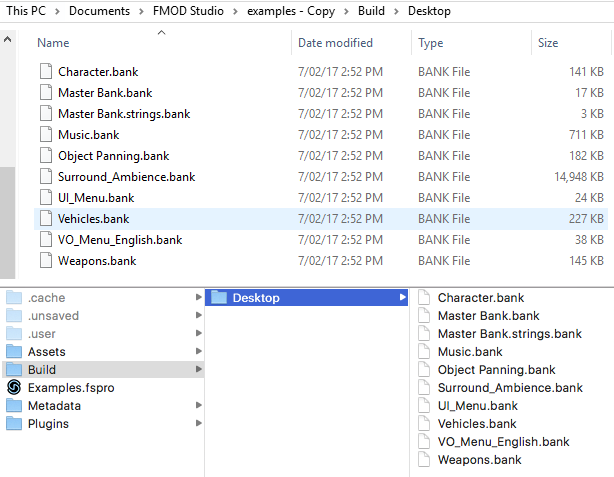 This PC > Documents > FMOD Studio > examples - Copy > Build > Desktop
Name Date modified Type Size
Character.bank 7/02/17 2:52 PM BANK File 141 KB
Master Bank.bank 7/02/17 2:52 PM BANK File 17 KB
Master Bank.strings.bank 7/02/17 2:52 PM BANK File 3 KB
Music.bank 7/02/17 2:52 PM BANK File 711 KB
Object Panning.bank 7/02/17 2:52 PM BANK File 182 KB
Surround_Ambience.bank 7/02/17 2:52 PM BANK File 14,948 KB
UI_Menu.bank 7/02/17 2:52 PM BANK File 24 KB
Vehicles.bank 7/02/17 2:52 PM BANK File 227 KB
VO_Menu_English.bank 7/02/17 2:52 PM BANK File 38 KB
Weapons.bank 7/02/17 2:52 PM BANK File 145 KB
.cache
.unsaved
.user
Assets
Build
Examples.fspro
Metadata
Plugins
Desktop
Character.bank
Master Bank.bank
Master Bank.strings.bank
Music.bank
Object Panning.bank
Surround_Ambience.bank
UI_Menu.bank
Vehicles.bank
VO_Menu_English.bank
Weapons.bank